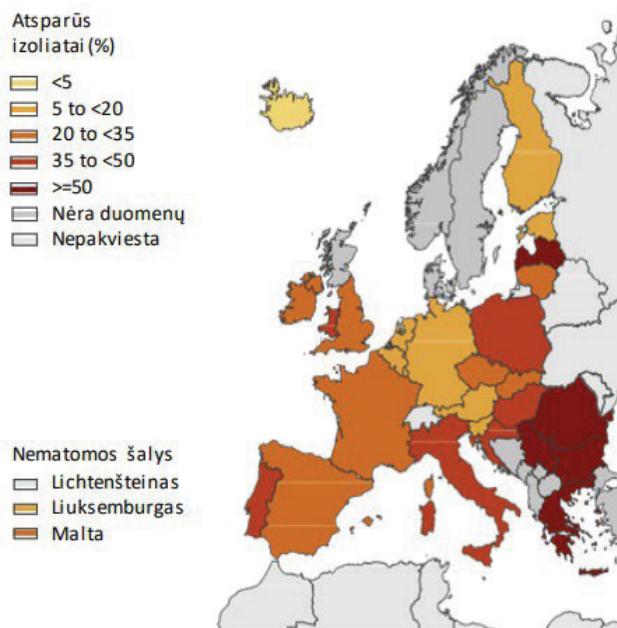 Atsparūs
izoliatai (%)
<5
5 to <20
20 to <35
35 to <50
>=50
Nėra duomenų
Nepakviesta
Nematomos šalys
Lichtenšteinas
Liuksemburgas
Malta